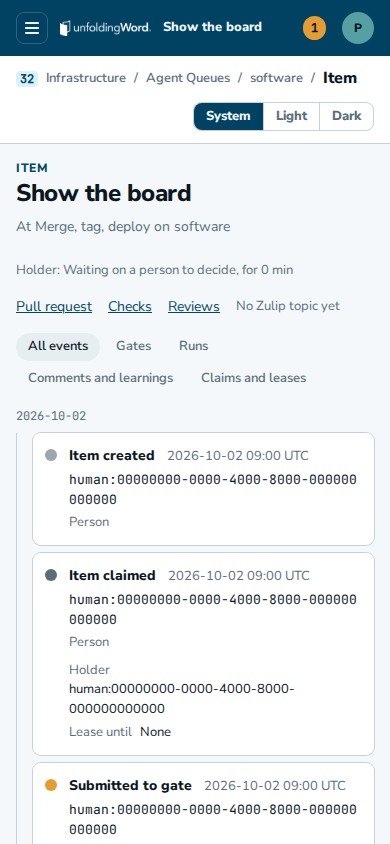 unfoldingWord. Show the board 1 P
32 Infrastructure / Agent Queues / software / Item
System Light Dark
ITEM
Show the board
At Merge, tag, deploy on software
Holder: Waiting on a person to decide, for 0 min
Pull request Checks Reviews No Zulip topic yet
All events Gates Runs
Comments and learnings Claims and leases
2026-10-02
Item created 2026-10-02 09:00 UTC
human:00000000-0000-4000-8000-000000
000000
Person
Item claimed 2026-10-02 09:00 UTC
human:00000000-0000-4000-8000-000000
000000
Person
Holder
human:00000000-0000-4000-8000-
000000000000
Lease until None
Submitted to gate 2026-10-02 09:00 UTC
human:00000000-0000-4000-8000-000000
000000